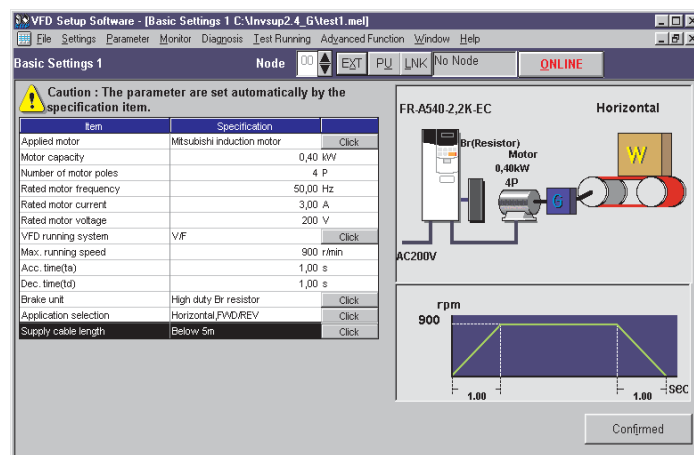 VFD Setup Software - [Basic Settings 1 C:\Invsup2.4_G\test1.mel]
File Settings Parameter Monitor Diagnosis Test Running Advanced Function Window Help
Basic Settings 1 Node 00 EXT PU LNK No Node ONLINE
Caution : The parameter are set automatically by the
specification item.
Item Specification
Applied motor Mitsubishi induction motor Click
Motor capacity 0,40 kW
Number of motor poles 4 P
Rated motor frequency 50,00 Hz
Rated motor current 3,00 A
Rated motor voltage 200 V
VFD running system V/F Click
Max. running speed 900 r/min
Acc. time(ta) 1,00 s
Dec. time(td) 1,00 s
Brake unit High duty Br resistor Click
Application selection Horizontal,FWD/REV Click
Supply cable length Below 5m Click
FR-A540-2,2K-EC Horizontal
Br(Resistor)
Motor
0,40kW
4P
G
W
AC200V
rpm
900
1.00 1.00 sec
Confirmed